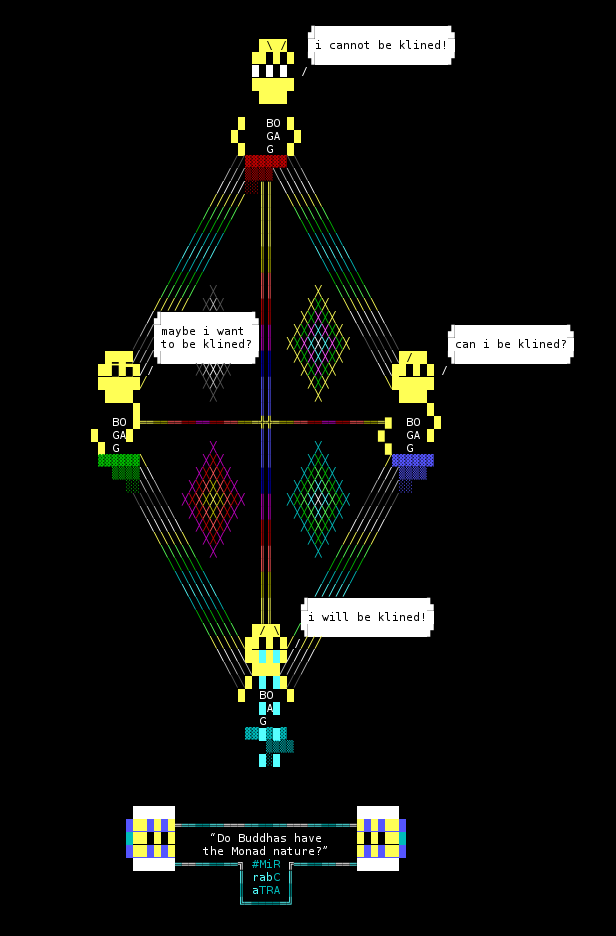 i cannot be klined!
BO
GA
G
maybe i want
to be klined?
can i be klined?
BO
GA
G
BO
GA
G
i will be klined!
BO
A
G
“Do Buddhas have
the Monad nature?”
#MiR
rabC
aTRA